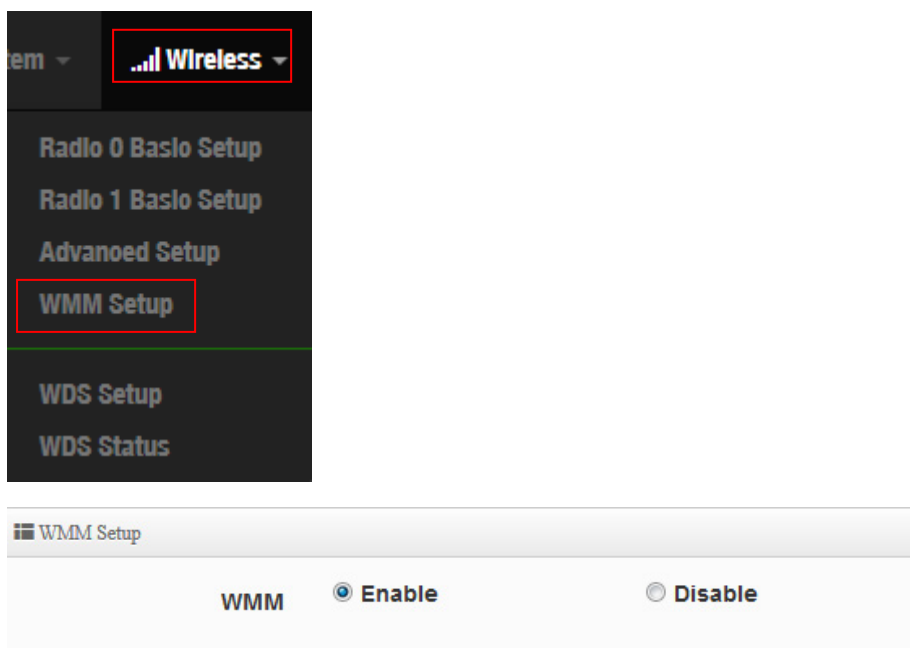 tem
Wireless
Radio 0 Basic Setup
Radio 1 Basic Setup
Advanced Setup
WMM Setup
WDS Setup
WDS Status
WMM Setup
WMM Enable Disable